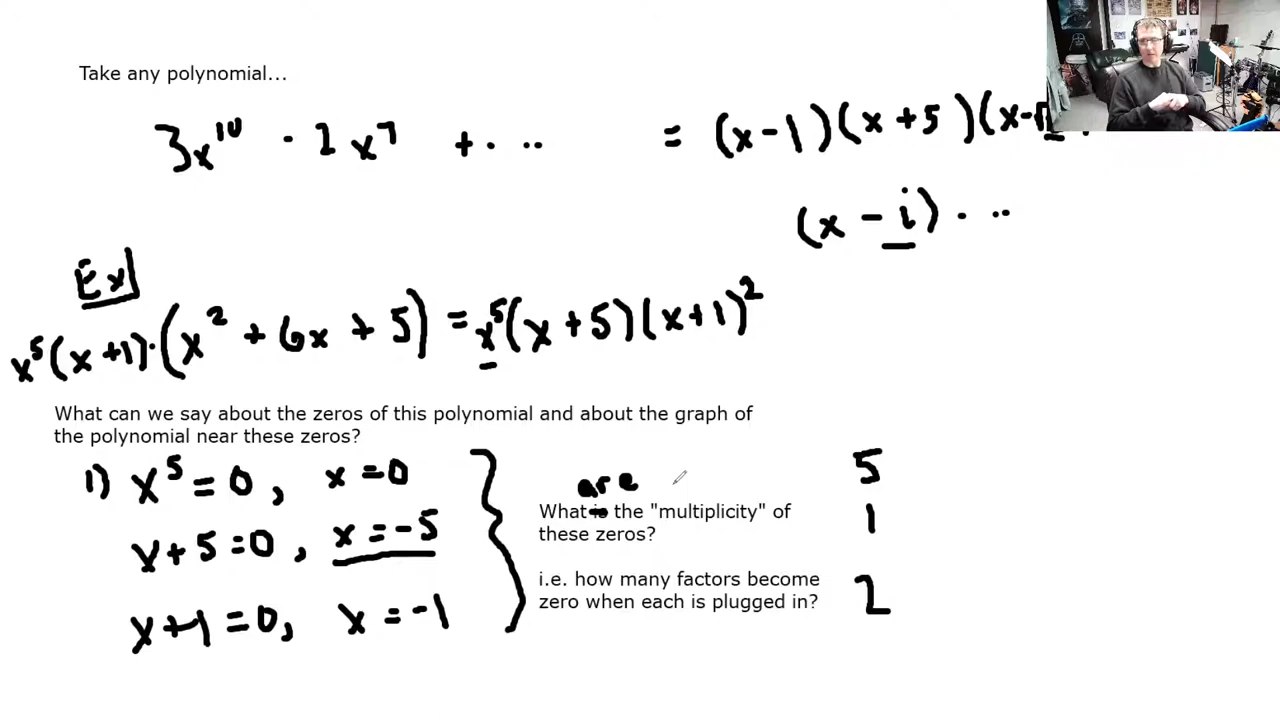 Take any polynomial...
3x^10 - 2x^7 + ... = (x-1)(x+5)(x-
(x-i)...
Ex
x^5(x+1)·(x^2+6x+5) = x^5(x+5)(x+1)^2
What can we say about the zeros of this polynomial and about the graph of
the polynomial near these zeros?
1) x^5=0, x=0
x+5=0, x=-5
x+1=0, x=-1
are
What is the "multiplicity" of
these zeros?
i.e. how many factors become
zero when each is plugged in?
5
1
2